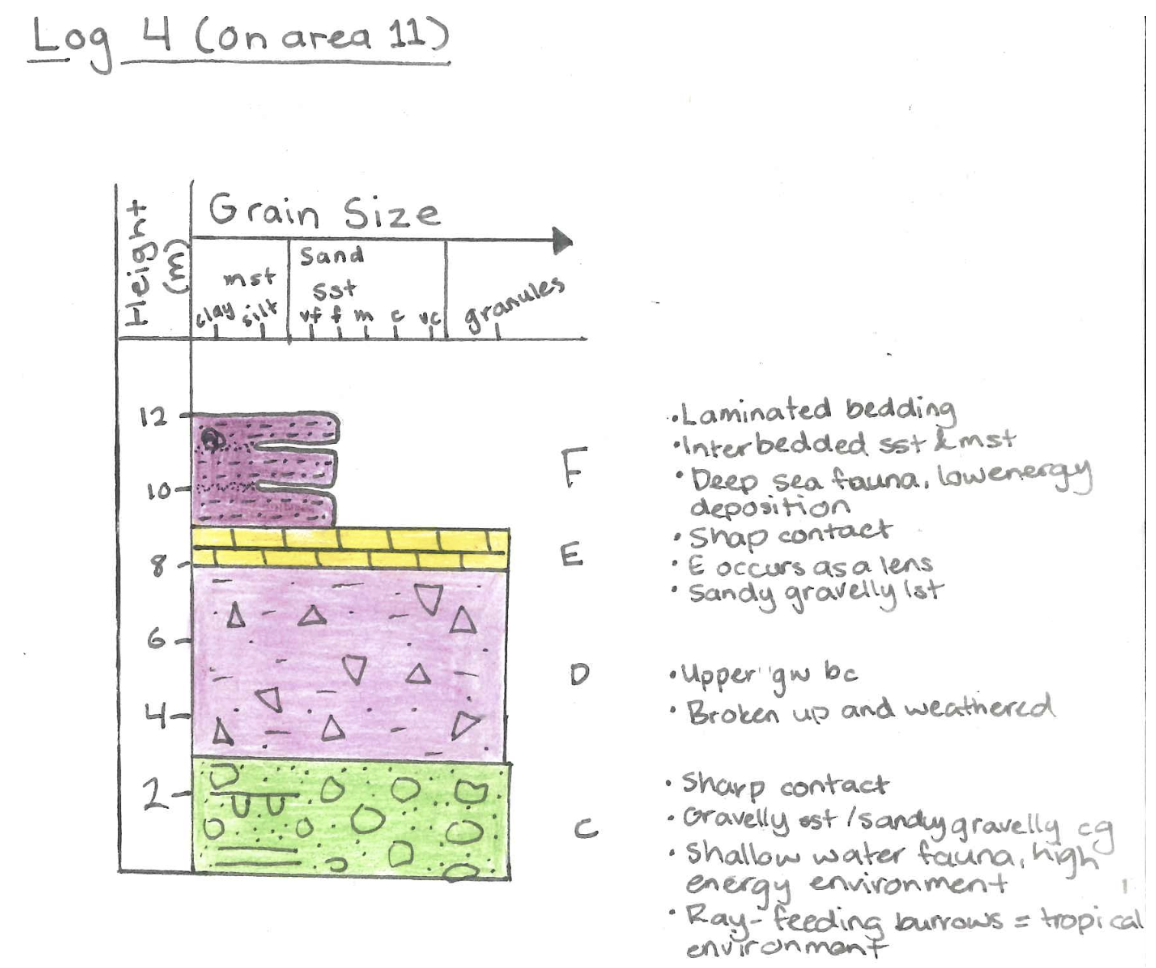 Log 4 (on area 11)
Height (m)
Grain Size
mst
Sand
sst
clay silt vf f m c vc granules
12
10
8
6
4
2
F
E
D
C
•Laminated bedding
•Interbedded sst & mst
•Deep sea fauna, low energy
deposition
•Shap contact
•E occurs as a lens
•Sandy gravelly lst
•Upper gw bc
•Broken up and weathered
•Sharp contact
•Gravelly sst/sandy gravelly cg
•Shallow water fauna, high
energy environment
•Ray-feeding burrows = tropical
environment